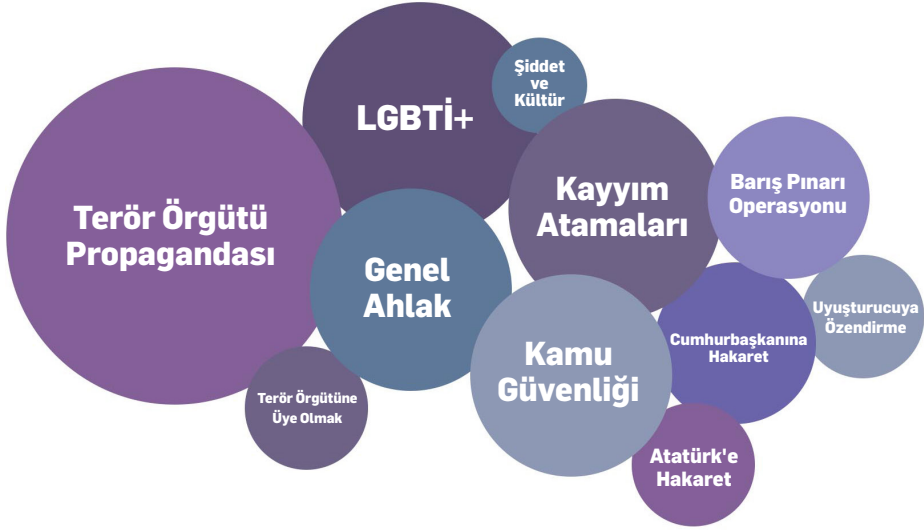 Şiddet
ve
Kültür
LGBTİ+
Kayyım
Atamaları
Barış Pınarı
Operasyonu
Terör Örgütü
Propagandası
Genel
Ahlak
Uyuşturucuya
Özendirme
Cumhurbaşkanına
Hakaret
Kamu
Güvenliği
Terör Örgütüne
Üye Olmak
Atatürk'e
Hakaret